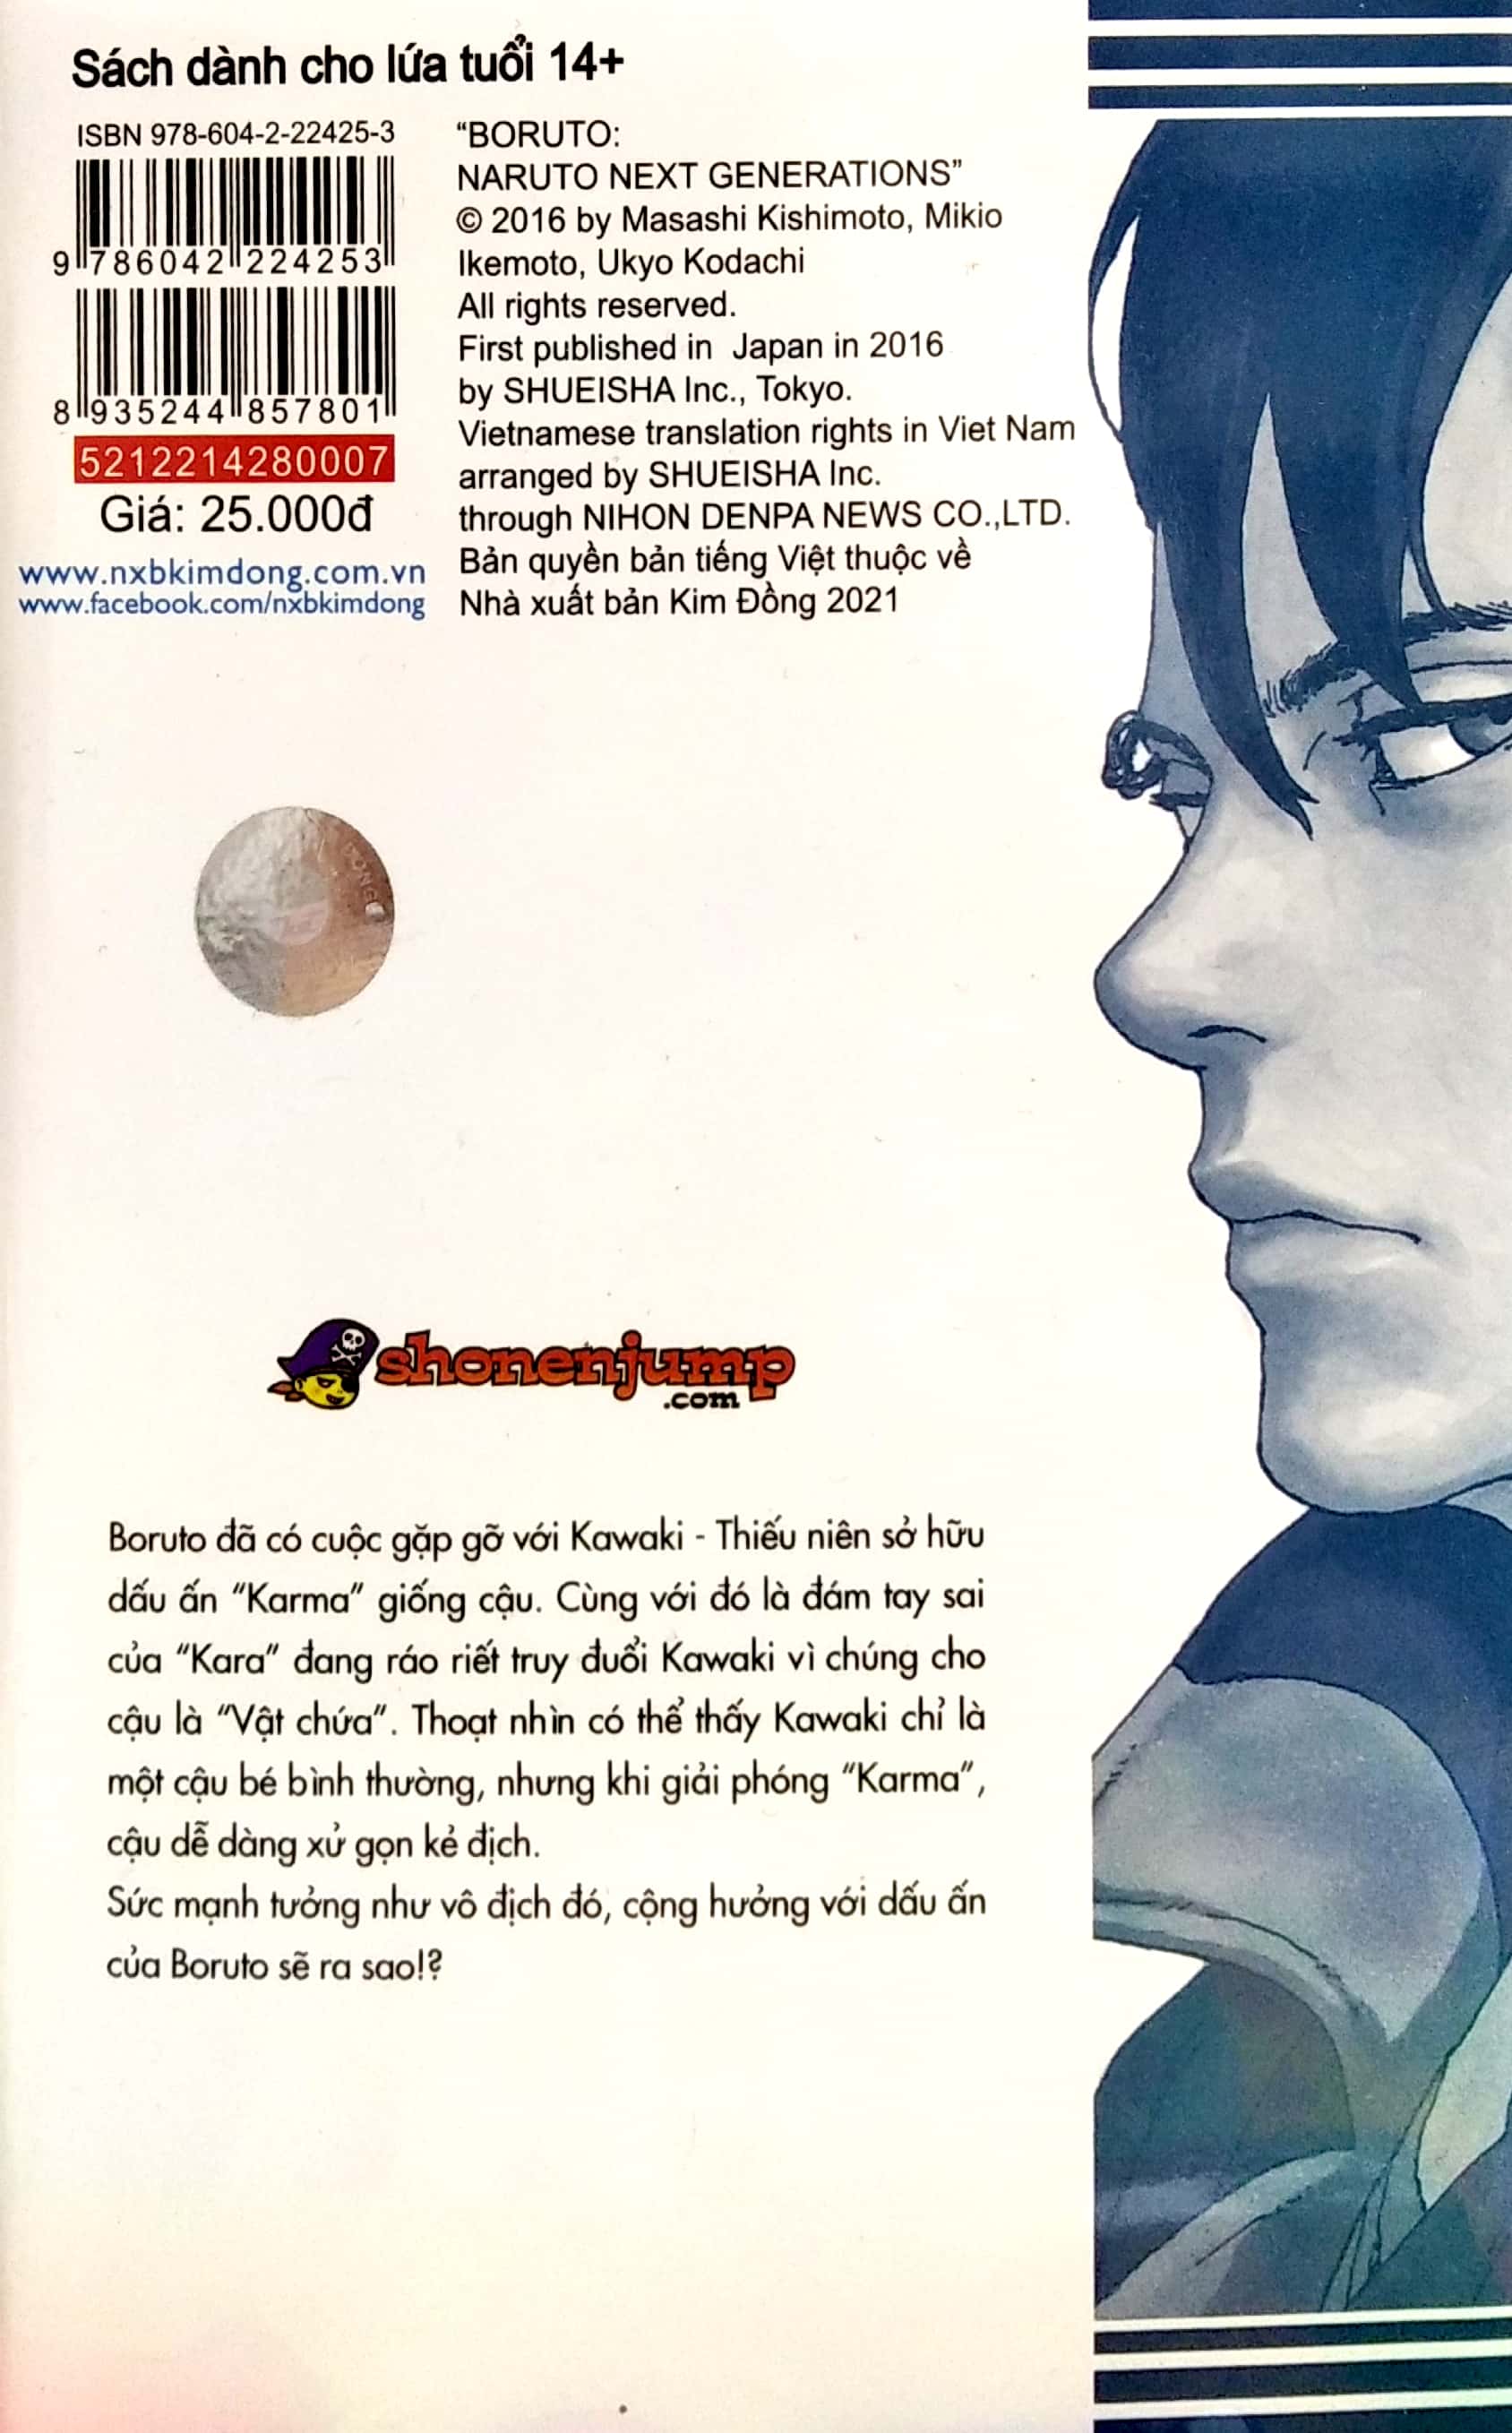 Sách dành cho lứa tuổi 14+
ISBN 978-604-2-22425-3
9 786042 224253
8 935244 857801
5212214280007
Giá: 25.000đ
www.nxbkimdong.com.vn
www.facebook.com/nxbkimdong
“BORUTO:
NARUTO NEXT GENERATIONS”
© 2016 by Masashi Kishimoto, Mikio
Ikemoto, Ukyo Kodachi
All rights reserved.
First published in Japan in 2016
by SHUEISHA Inc., Tokyo.
Vietnamese translation rights in Viet Nam
arranged by SHUEISHA Inc.
through NIHON DENPA NEWS CO.,LTD.
Bản quyền bản tiếng Việt thuộc về
Nhà xuất bản Kim Đồng 2021
shonenjump
.com
Boruto đã có cuộc gặp gỡ với Kawaki - Thiếu niên sở hữu
dấu ấn “Karma” giống cậu. Cùng với đó là đám tay sai
của “Kara” đang ráo riết truy đuổi Kawaki vì chúng cho
cậu là “Vật chứa”. Thoạt nhìn có thể thấy Kawaki chỉ là
một cậu bé bình thường, nhưng khi giải phóng “Karma”,
cậu dễ dàng xử gọn kẻ địch.
Sức mạnh tưởng như vô địch đó, cộng hưởng với dấu ấn
của Boruto sẽ ra sao!?